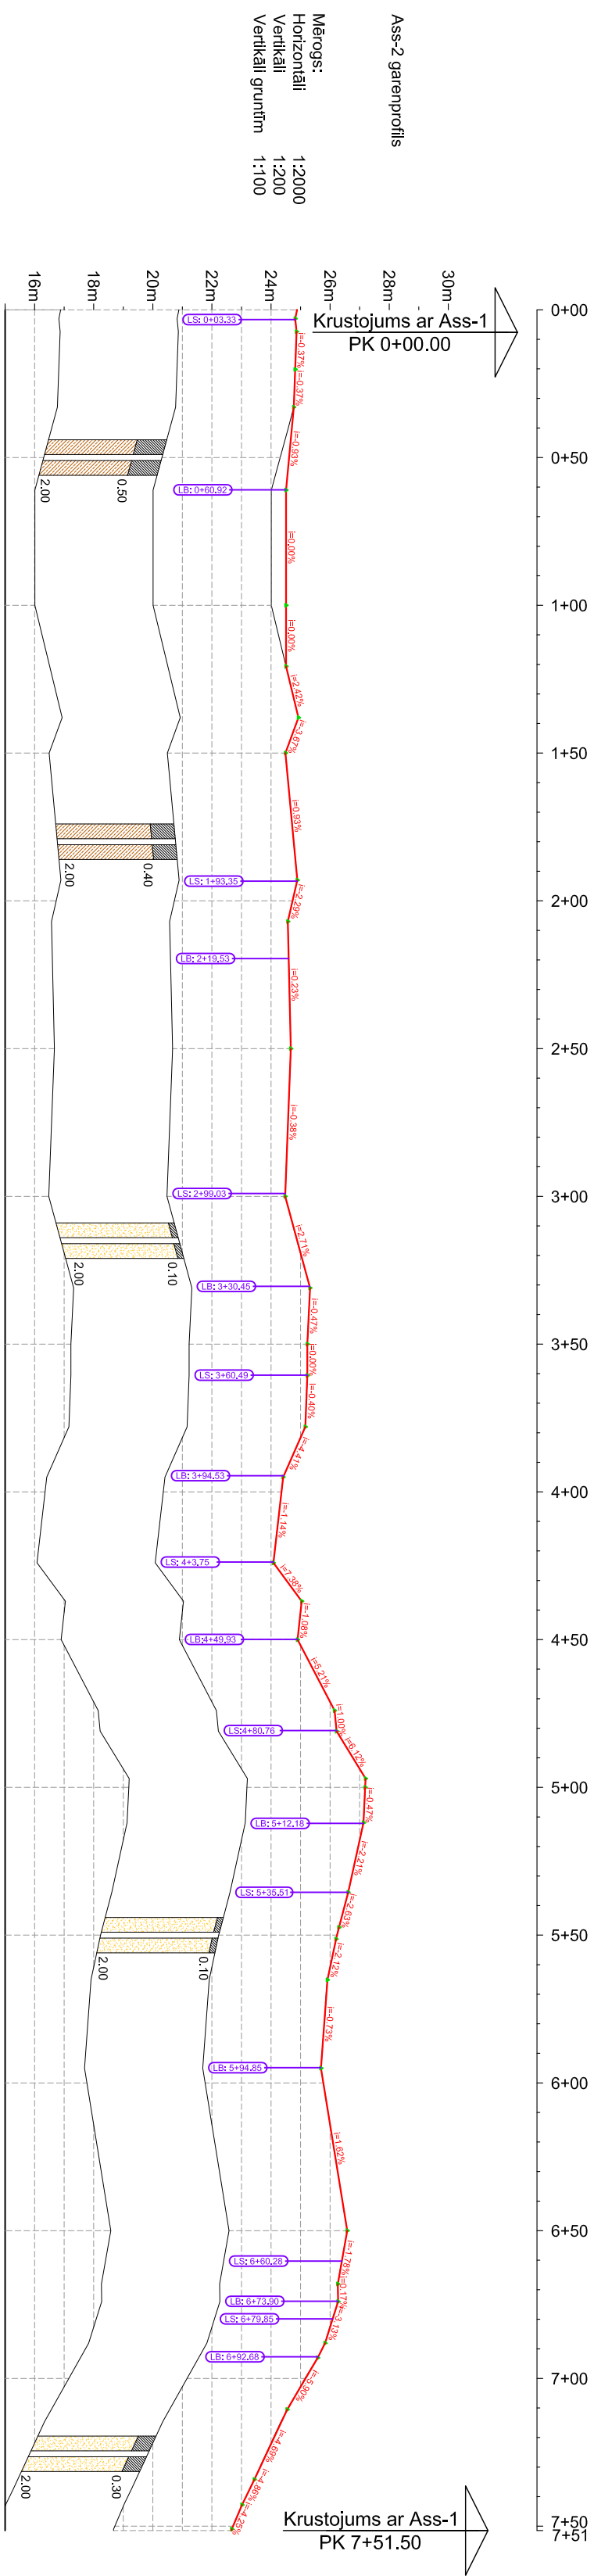 Ass-2 garenprofils
Mērogs:
Horizontāli 1:2000
Vertikāli 1:200
Vertikāli gruntīm 1:100
30m
28m
26m
24m
22m
20m
18m
16m
Krustojums ar Ass-1
PK 0+00.00
Krustojums ar Ass-1
PK 7+51.50
0+00
0+50
1+00
1+50
2+00
2+50
3+00
3+50
4+00
4+50
5+00
5+50
6+00
6+50
7+00
7+50
7+51
i=-0.37%
i=-0.37%
i=-0.93%
i=0.00%
i=0.00%
i=2.42%
i=-3.67%
i=0.93%
i=-2.29%
i=0.23%
i=-0.38%
i=2.71%
i=-0.47%
i=0.00%
i=-0.40%
i=-4.41%
i=-1.14%
i=7.38%
i=-1.08%
i=5.21%
i=1.00%
i=6.12%
i=-0.47%
i=-2.21%
i=-2.63%
i=-2.12%
i=-0.73%
i=1.62%
i=-1.78%
i=0.17%
i=-3.13%
i=-5.90%
i=-4.69%
i=-4.86%
i=-4.25%
LS: 0+03.33
LB: 0+60.92
LS: 1+93.35
LB: 2+19.53
LS: 2+99.03
LB: 3+30.45
LS: 3+60.49
LB: 3+94.53
LS: 4+3.75
LB:4+49.93
LS:4+80.76
LB: 5+12.18
LS: 5+35.51
LB: 5+94.85
LS: 6+60.28
LB: 6+73.90
LS: 6+79.85
LB: 6+92.68
0.50
2.00
0.40
2.00
0.10
2.00
0.10
2.00
0.30
2.00